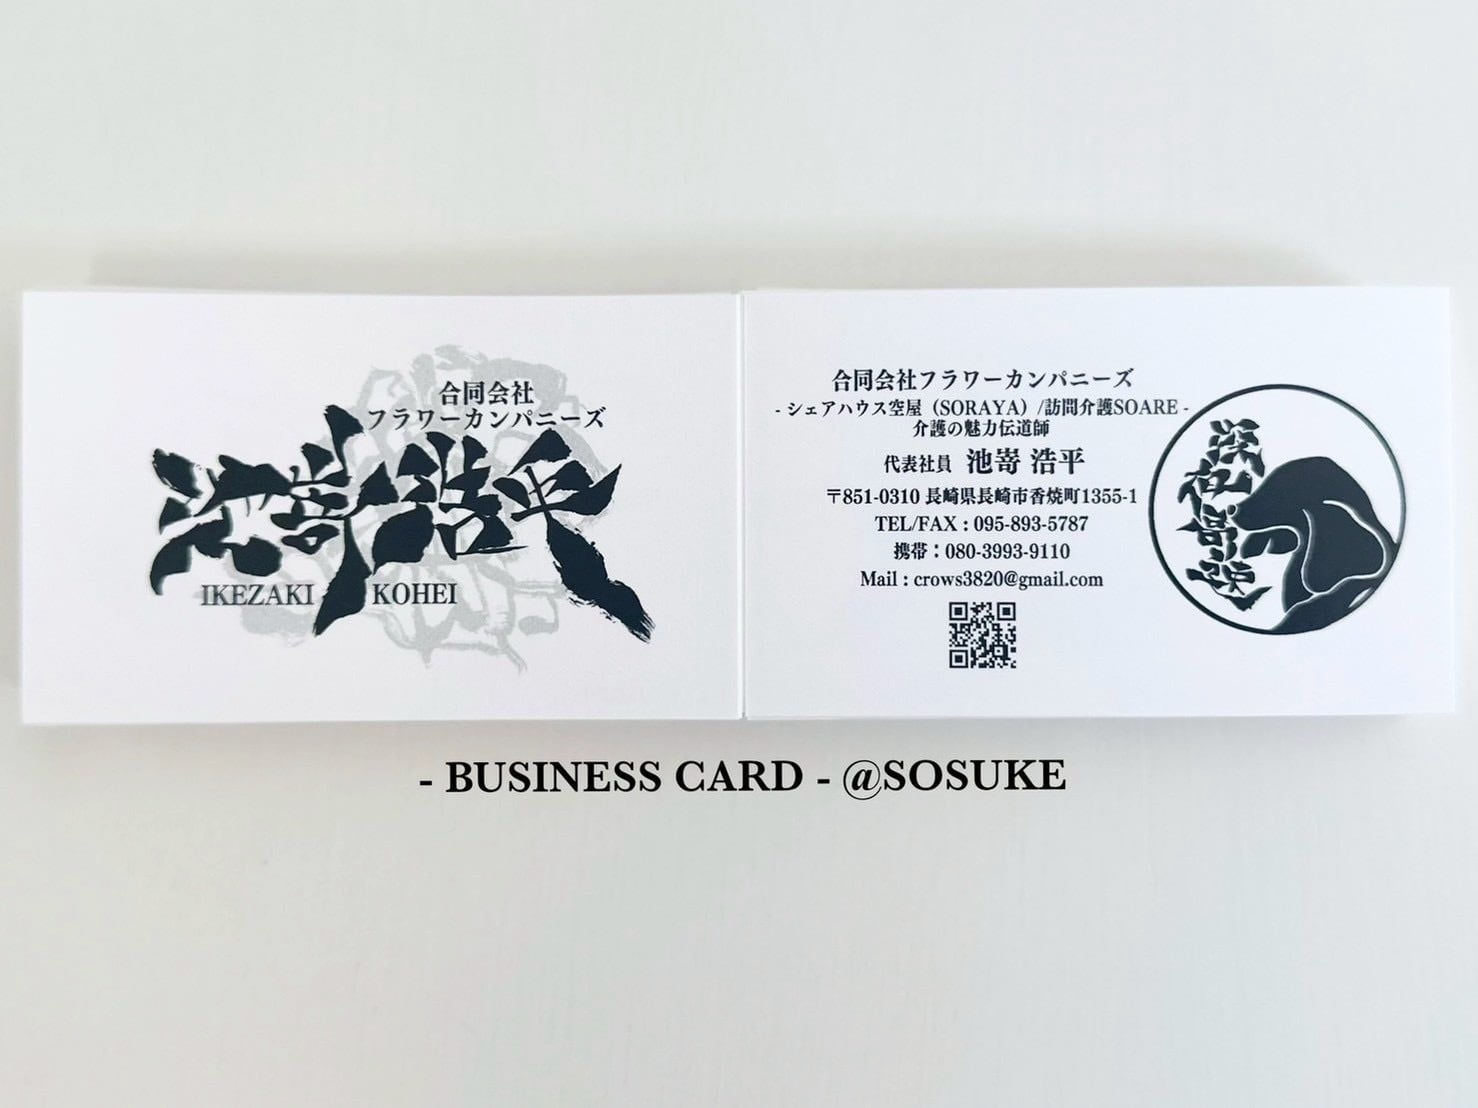 合同会社
フラワーカンパニーズ
池嵜浩平
IKEZAKI KOHEI
合同会社フラワーカンパニーズ
- シェアハウス空屋（SORAYA）/訪問介護SOARE -
介護の魅力伝道師
代表社員 池嵜 浩平
〒851-0310 長崎県長崎市香焼町1355-1
TEL/FAX : 095-893-5787
携帯：080-3993-9110
Mail : crows3820@gmail.com
- BUSINESS CARD - @SOSUKE